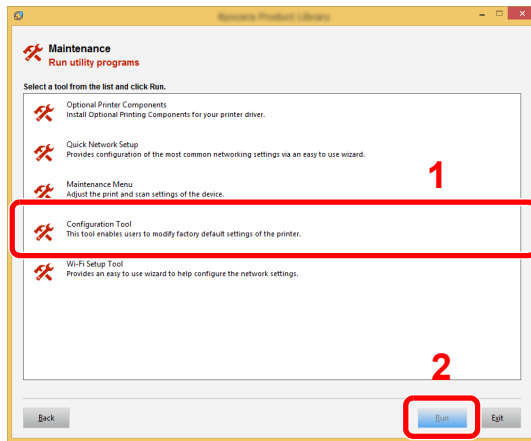 Kyocera Product Library
Maintenance
Run utility programs
Select a tool from the list and click Run.
Optional Printer Components
Install Optional Printing Components for your printer driver.
Quick Network Setup
Provides configuration of the most common networking settings via an easy to use wizard.
1
Maintenance Menu
Adjust the print and scan settings of the device.
Configuration Tool
This tool enables users to modify factory default settings of the printer.
Wi-Fi Setup Tool
Provides an easy to use wizard to help configure the network settings.
2
Back
Run
Exit